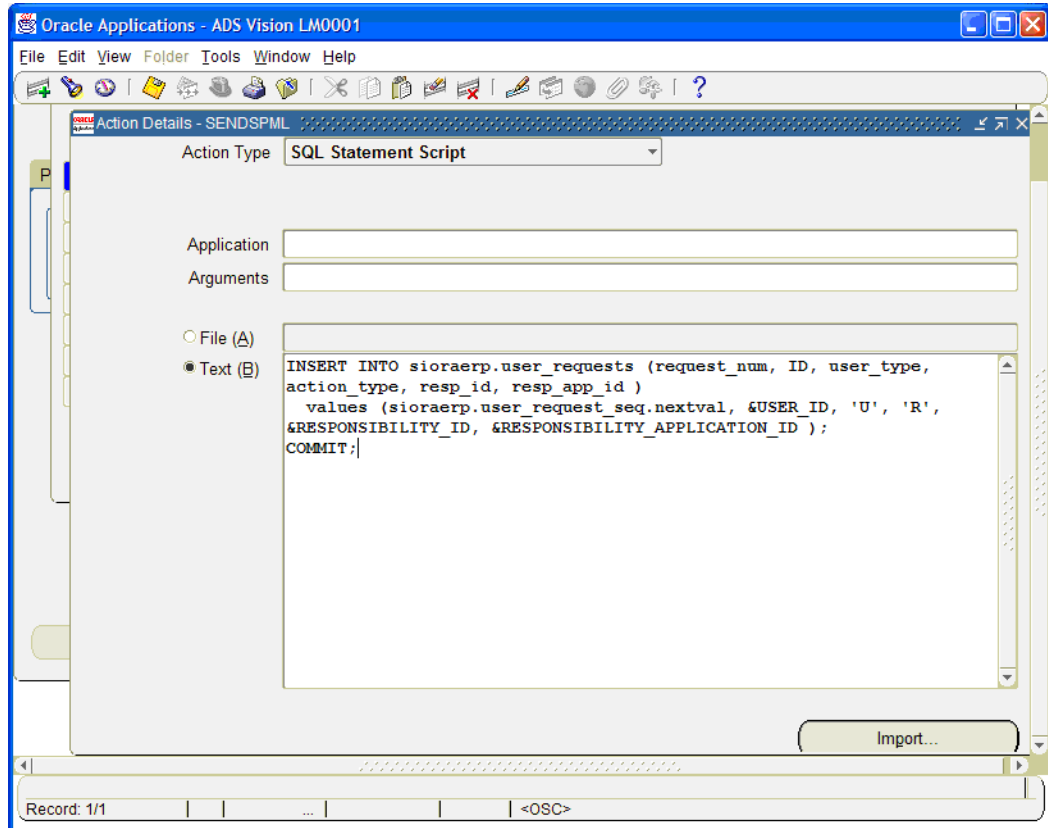 Oracle Applications - ADS Vision LM0001
File Edit View Folder Tools Window Help
Action Details - SENDSPML
Action Type SQL Statement Script
P
Application
Arguments
File (A)
Text (B)
INSERT INTO sioraerp.user_requests (request_num, ID, user_type,
action_type, resp_id, resp_app_id )
values (sioraerp.user_request_seq.nextval, &USER_ID, 'U', 'R',
&RESPONSIBILITY_ID, &RESPONSIBILITY_APPLICATION_ID );
COMMIT;
Import...
Record: 1/1 ... <OSC>